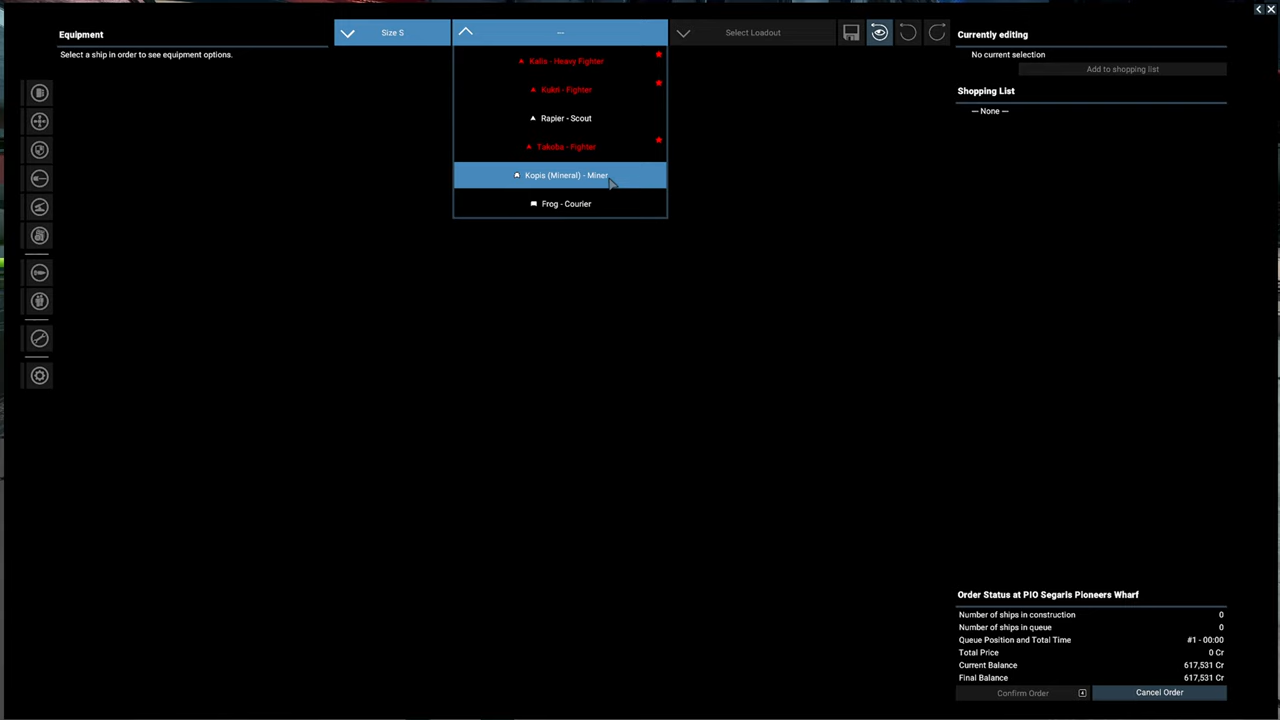 Equipment
Select a ship in order to see equipment options.
Size S
---
Select Loadout
Kalis - Heavy Fighter
Kukri - Fighter
Rapier - Scout
Takoba - Fighter
Kopis (Mineral) - Miner
Frog - Courier
Currently editing
No current selection
Add to shopping list
Shopping List
--- None ---
Order Status at PIO Segaris Pioneers Wharf
Number of ships in construction 0
Number of ships in queue 0
Queue Position and Total Time #1 - 00:00
Total Price 0 Cr
Current Balance 617,531 Cr
Final Balance 617,531 Cr
Confirm Order
Cancel Order